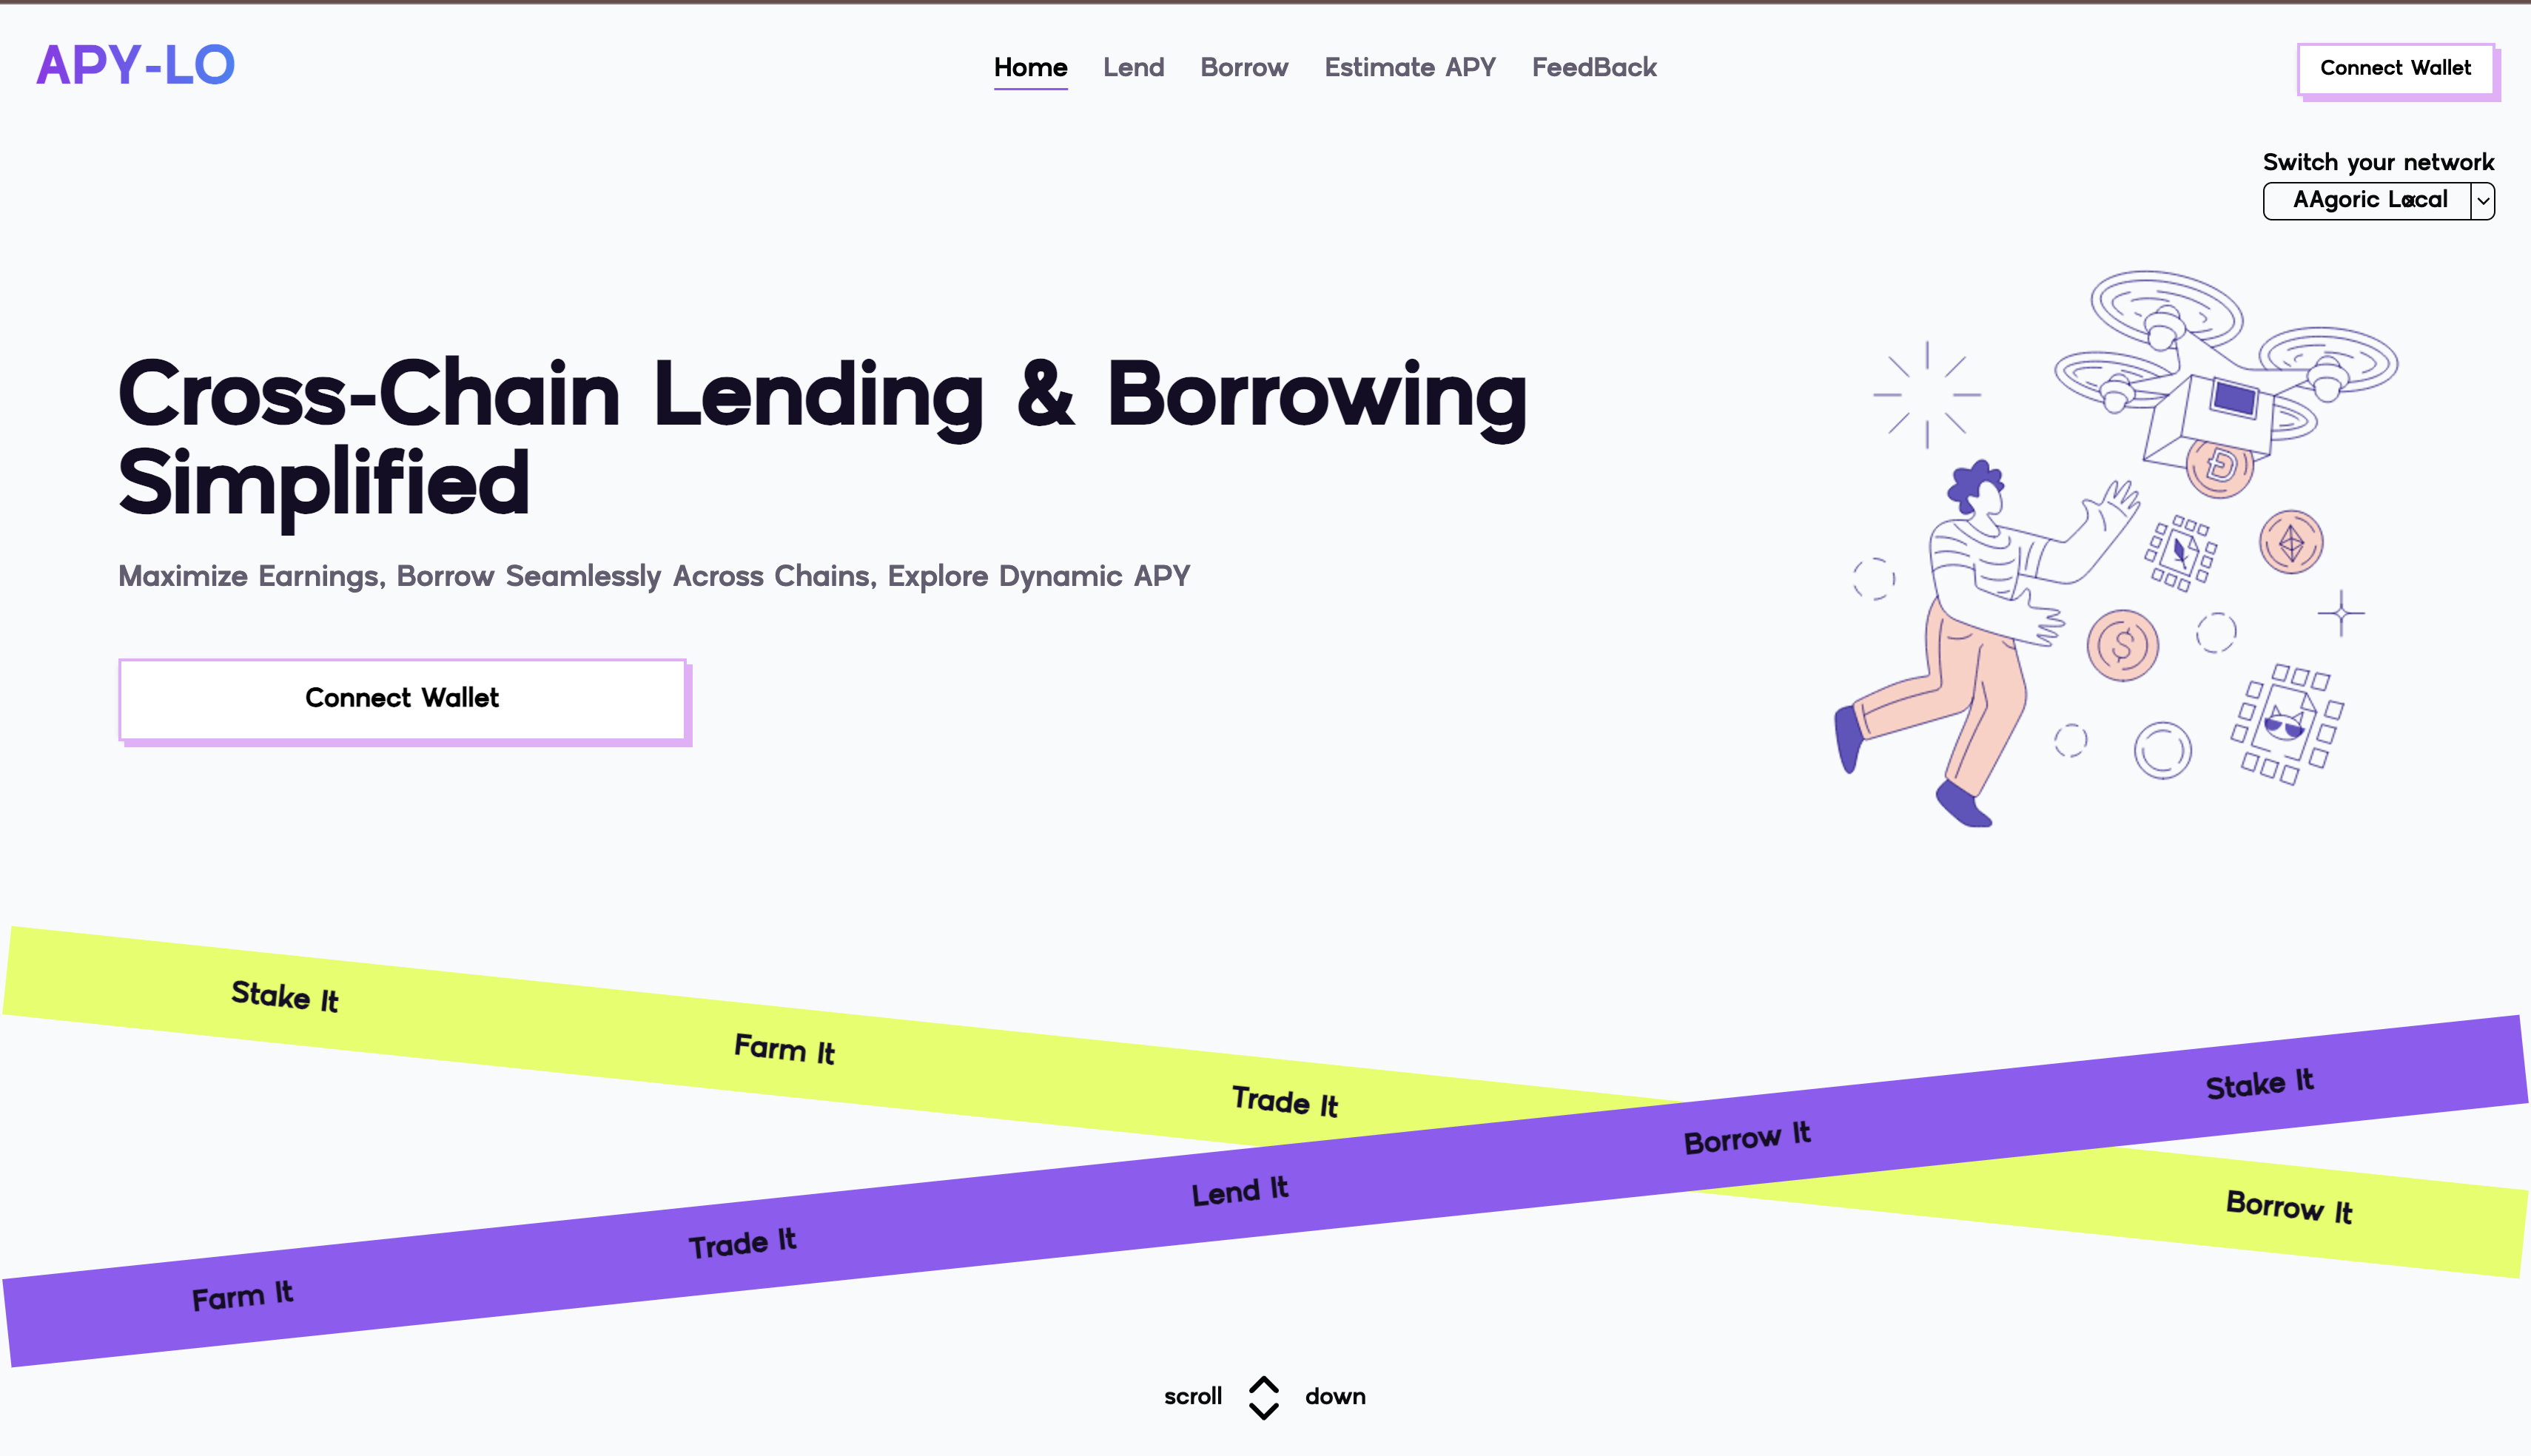 APY-LO
Home Lend Borrow Estimate APY FeedBack
Connect Wallet
Switch your network
Cross-Chain Lending & Borrowing
Simplified
Maximize Earnings, Borrow Seamlessly Across Chains, Explore Dynamic APY
Connect Wallet
Stake It
Farm It
Trade It
Borrow It
Farm It
Trade It
Lend It
Borrow It
Stake It
scroll down